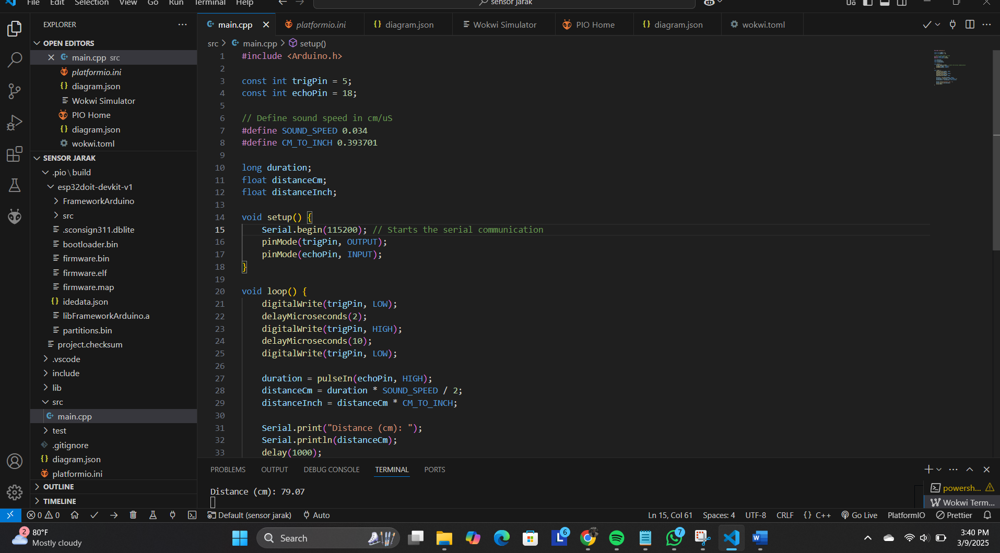 File Edit Selection View Go Run Terminal Help
sensor jarak
EXPLORER
OPEN EDITORS
main.cpp src
platformio.ini
diagram.json
Wokwi Simulator
PIO Home
diagram.json
wokwi.toml
SENSOR JARAK
.pio\build
esp32doit-devkit-v1
FrameworkArduino
src
.sconsign311.dblite
bootloader.bin
firmware.bin
firmware.elf
firmware.map
idedata.json
libFrameworkArduino.a
partitions.bin
project.checksum
.vscode
include
lib
src
main.cpp
test
.gitignore
diagram.json
platformio.ini
OUTLINE
TIMELINE
main.cpp platformio.ini diagram.json Wokwi Simulator PIO Home diagram.json wokwi.toml
src > main.cpp > setup()
1 #include <Arduino.h>
2
3 const int trigPin = 5;
4 const int echoPin = 18;
5
6 // Define sound speed in cm/uS
7 #define SOUND_SPEED 0.034
8 #define CM_TO_INCH 0.393701
9
10 long duration;
11 float distanceCm;
12 float distanceInch;
13
14 void setup() {
15 Serial.begin(115200); // Starts the serial communication
16 pinMode(trigPin, OUTPUT);
17 pinMode(echoPin, INPUT);
18 }
19
20 void loop() {
21 digitalWrite(trigPin, LOW);
22 delayMicroseconds(2);
23 digitalWrite(trigPin, HIGH);
24 delayMicroseconds(10);
25 digitalWrite(trigPin, LOW);
26
27 duration = pulseIn(echoPin, HIGH);
28 distanceCm = duration * SOUND_SPEED / 2;
29 distanceInch = distanceCm * CM_TO_INCH;
30
31 Serial.print("Distance (cm): ");
32 Serial.println(distanceCm);
33 delay(1000);
PROBLEMS OUTPUT DEBUG CONSOLE TERMINAL PORTS
Distance (cm): 79.07
powersh...
Wokwi Term...
0 0 Default (sensor jarak) Auto Ln 15, Col 61 Spaces: 4 UTF-8 CRLF {} C++ Go Live PlatformIO Prettier
2
80°F
Mostly cloudy
Search
L
6
7
3:40 PM
3/9/2025